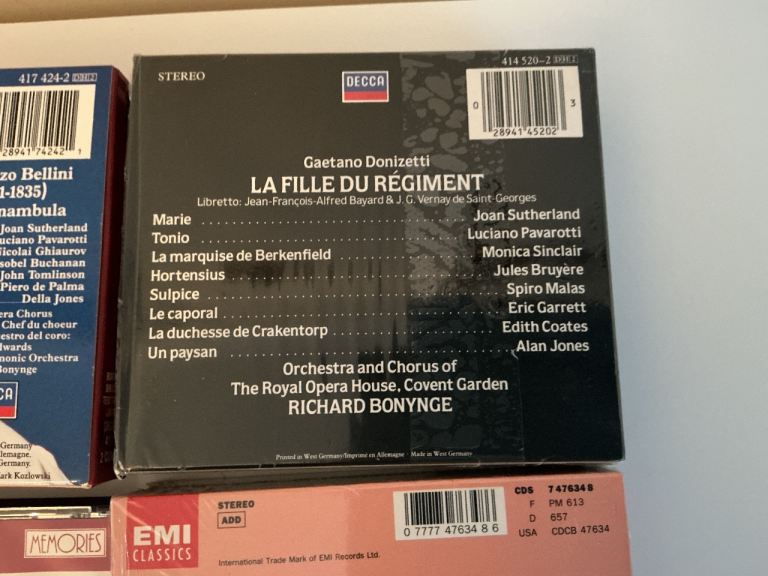 417 424-2 DH2
28941 74242 1
zo Bellini
1-1835)
nambula
Joan Sutherland
uciano Pavarotti
Nicolai Ghiaurov
sobel Buchanan
John Tomlinson
Piero de Palma
Della Jones
era Chorus
Chef du choeur
estro del coro:
dwards
monic Orchestra
Bonynge
CCA
Germany
lemagne,
Germany.
ark Kozlowski
STEREO
DECCA
414 520-2 DH2
0 28941 45202 3
Gaetano Donizetti
LA FILLE DU RÉGIMENT
Libretto: Jean-François-Alfred Bayard & J. G. Vernay de Saint-Georges
Marie Joan Sutherland
Tonio Luciano Pavarotti
La marquise de Berkenfield Monica Sinclair
Hortensius Jules Bruyère
Sulpice Spiro Malas
Le caporal Eric Garrett
La duchesse de Crakentorp Edith Coates
Un paysan Alan Jones
Orchestra and Chorus of
The Royal Opera House, Covent Garden
RICHARD BONYNGE
Printed in West Germany/Imprimé en Allemagne · Made in West Germany
MEMORIES
EMI
CLASSICS
STEREO
ADD
International Trade Mark of EMI Records Ltd.
0 7777 47634 8 6
CDS 7 47634 8
F PM 613
D 657
USA CDCB 47634